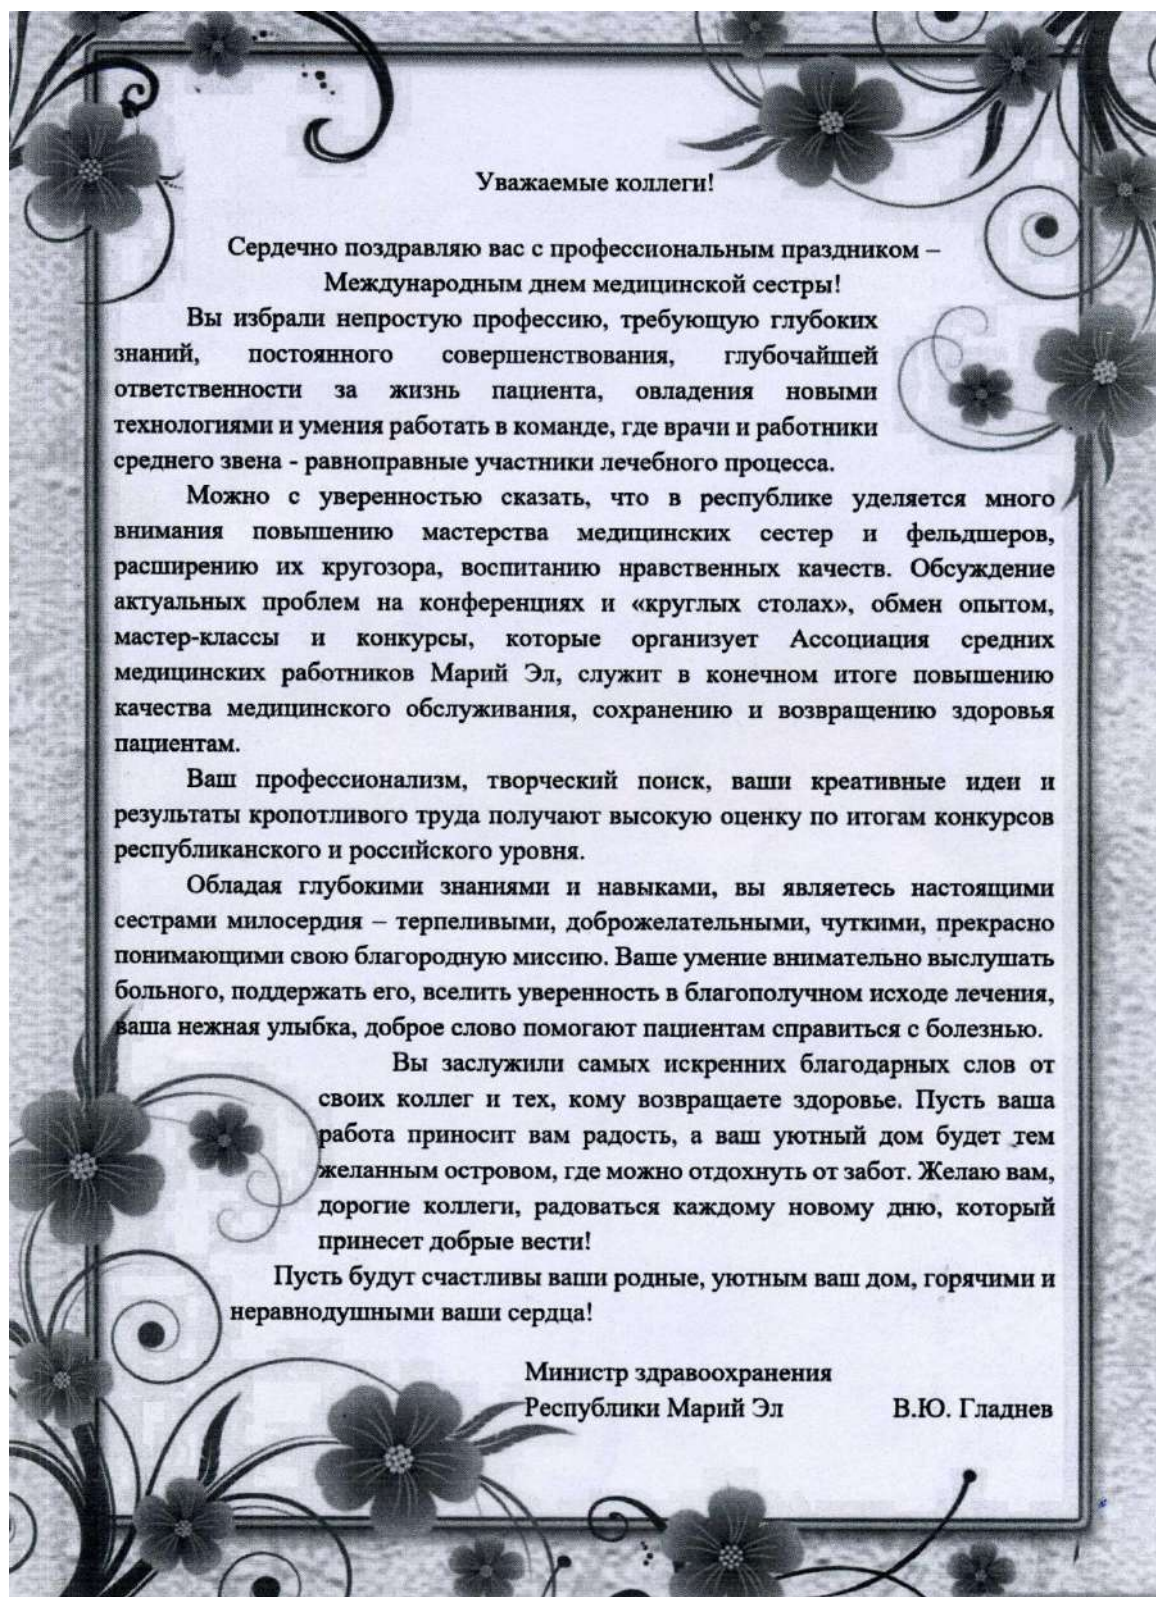 Уважаемые коллеги!
Сердечно поздравляю вас с профессиональным праздником –
Международным днем медицинской сестры!
Вы избрали непростую профессию, требующую глубоких
знаний, постоянного совершенствования, глубочайшей
ответственности за жизнь пациента, овладения новыми
технологиями и умения работать в команде, где врачи и работники
среднего звена - равноправные участники лечебного процесса.
Можно с уверенностью сказать, что в республике уделяется много
внимания повышению мастерства медицинских сестер и фельдшеров,
расширению их кругозора, воспитанию нравственных качеств. Обсуждение
актуальных проблем на конференциях и «круглых столах», обмен опытом,
мастер-классы и конкурсы, которые организует Ассоциация средних
медицинских работников Марий Эл, служит в конечном итоге повышению
качества медицинского обслуживания, сохранению и возвращению здоровья
пациентам.
Ваш профессионализм, творческий поиск, ваши креативные идеи и
результаты кропотливого труда получают высокую оценку по итогам конкурсов
республиканского и российского уровня.
Обладая глубокими знаниями и навыками, вы являетесь настоящими
сестрами милосердия – терпеливыми, доброжелательными, чуткими, прекрасно
понимающими свою благородную миссию. Ваше умение внимательно выслушать
больного, поддержать его, вселить уверенность в благополучном исходе лечения,
ваша нежная улыбка, доброе слово помогают пациентам справиться с болезнью.
Вы заслужили самых искренних благодарных слов от
своих коллег и тех, кому возвращаете здоровье. Пусть ваша
работа приносит вам радость, а ваш уютный дом будет тем
желанным островом, где можно отдохнуть от забот. Желаю вам,
дорогие коллеги, радоваться каждому новому дню, который
принесет добрые вести!
Пусть будут счастливы ваши родные, уютным ваш дом, горячими и
неравнодушными ваши сердца!
Министр здравоохранения
Республики Марий Эл В.Ю. Гладнев